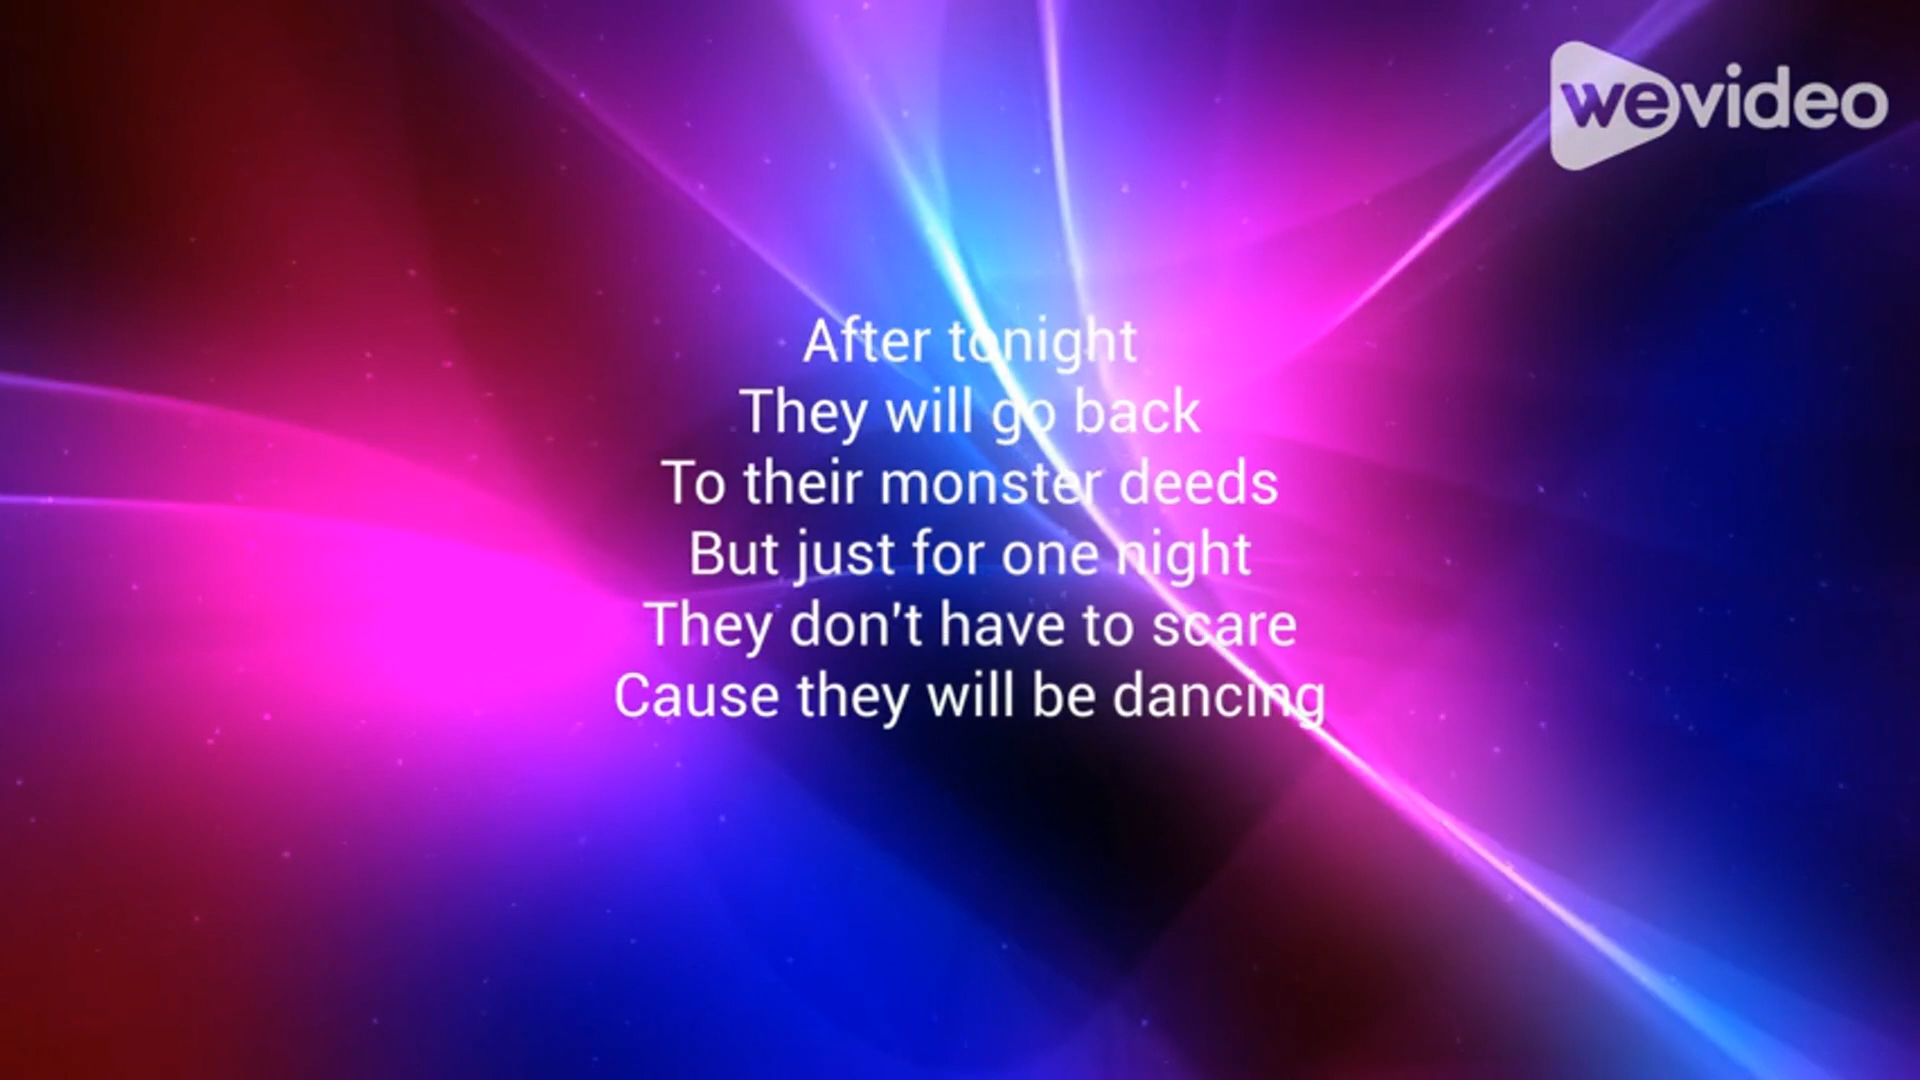 wevideo
After tonight
They will go back
To their monster deeds
But just for one night
They don't have to scare
Cause they will be dancing